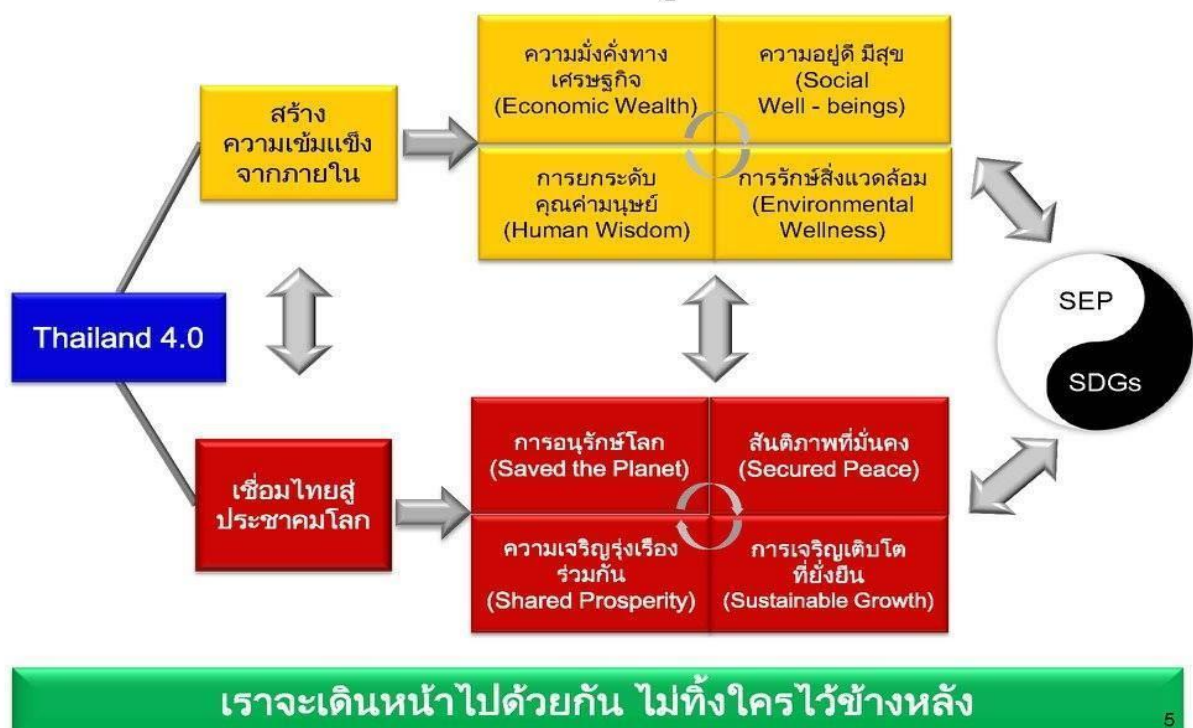 ความมั่งคั่งทาง
เศรษฐกิจ
(Economic Wealth)
ความอยู่ดี มีสุข
(Social
Well - beings)
สร้าง
ความเข้มแข็ง
จากภายใน
การยกระดับ
คุณค่ามนุษย์
(Human Wisdom)
การรักษ์สิ่งแวดล้อม
(Environmental
Wellness)
Thailand 4.0
SEP
SDGs
เชื่อมไทยสู่
ประชาคมโลก
การอนุรักษ์โลก
(Saved the Planet)
สันติภาพที่มั่นคง
(Secured Peace)
ความเจริญรุ่งเรือง
ร่วมกัน
(Shared Prosperity)
การเจริญเติบโต
ที่ยั่งยืน
(Sustainable Growth)
เราจะเดินหน้าไปด้วยกัน ไม่ทิ้งใครไว้ข้างหลัง
5